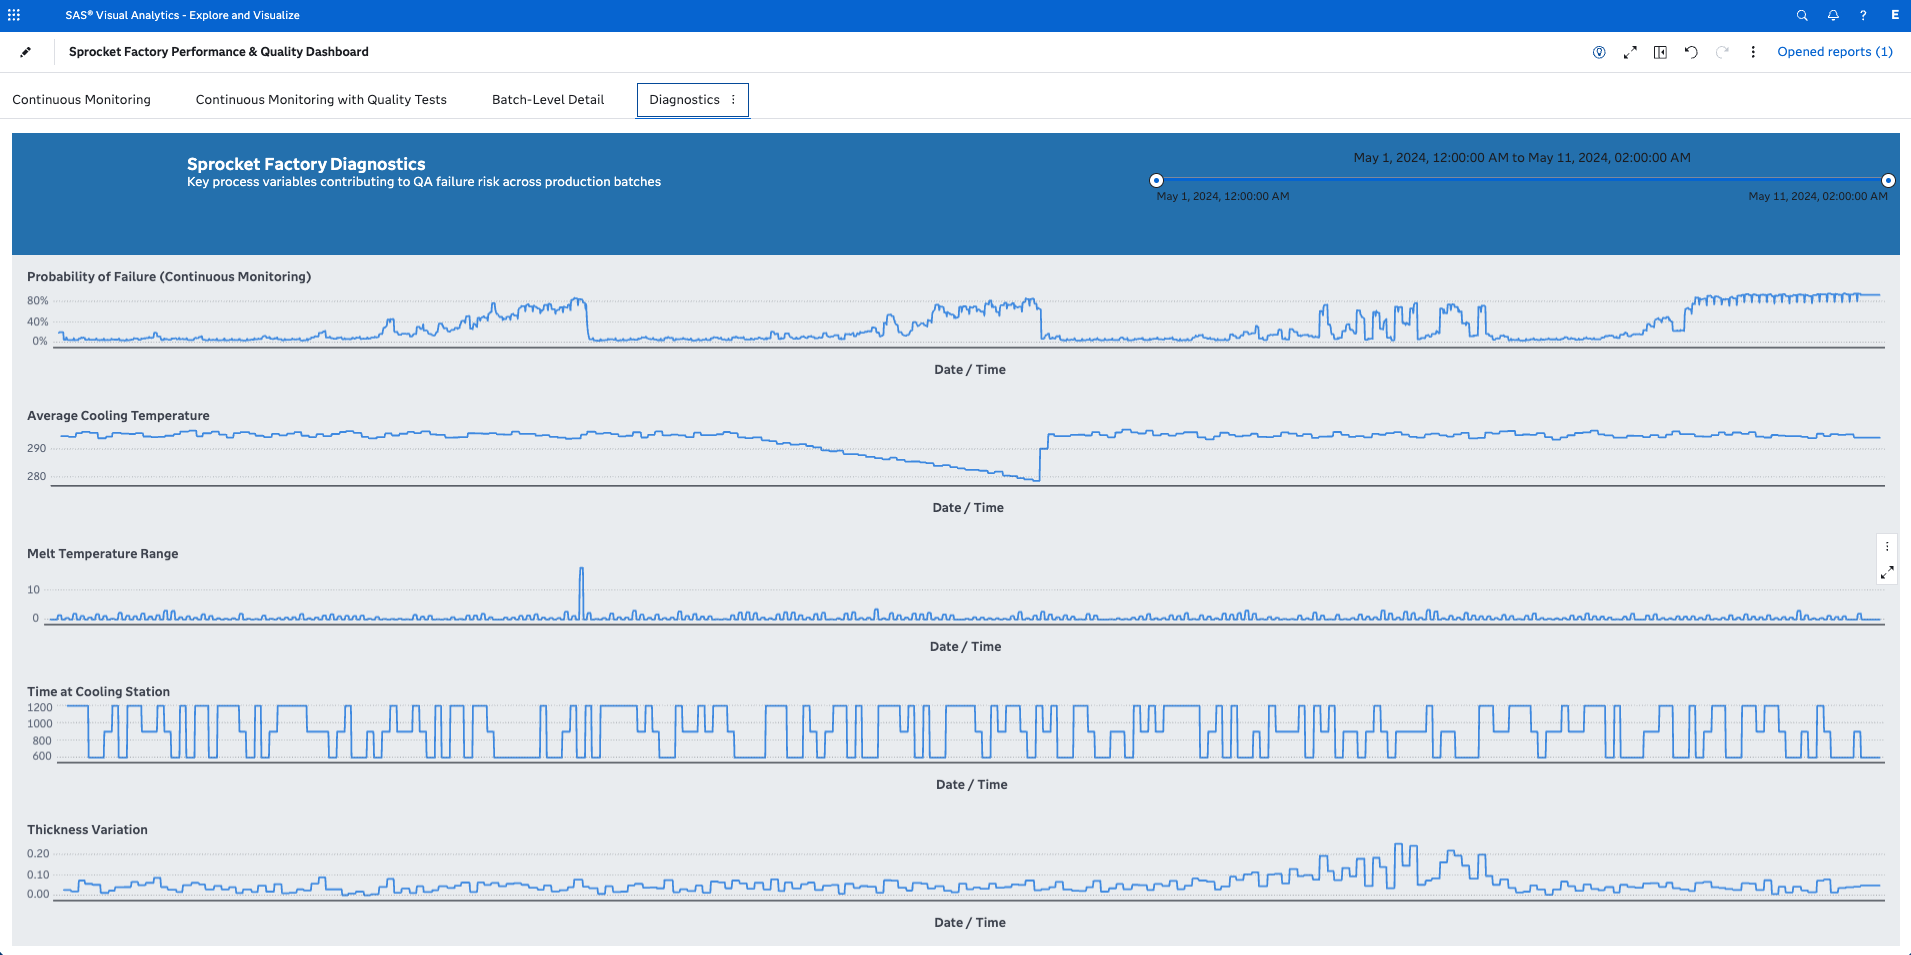 SAS® Visual Analytics - Explore and Visualize
?
E
Sprocket Factory Performance & Quality Dashboard
Opened reports (1)
Continuous Monitoring
Continuous Monitoring with Quality Tests
Batch-Level Detail
Diagnostics
Sprocket Factory Diagnostics
Key process variables contributing to QA failure risk across production batches
May 1, 2024, 12:00:00 AM to May 11, 2024, 02:00:00 AM
May 1, 2024, 12:00:00 AM
May 11, 2024, 02:00:00 AM
Probability of Failure (Continuous Monitoring)
80%
40%
0%
Date / Time
Average Cooling Temperature
290
280
Date / Time
Melt Temperature Range
10
0
Date / Time
Time at Cooling Station
1200
1000
800
600
Date / Time
Thickness Variation
0.20
0.10
0.00
Date / Time